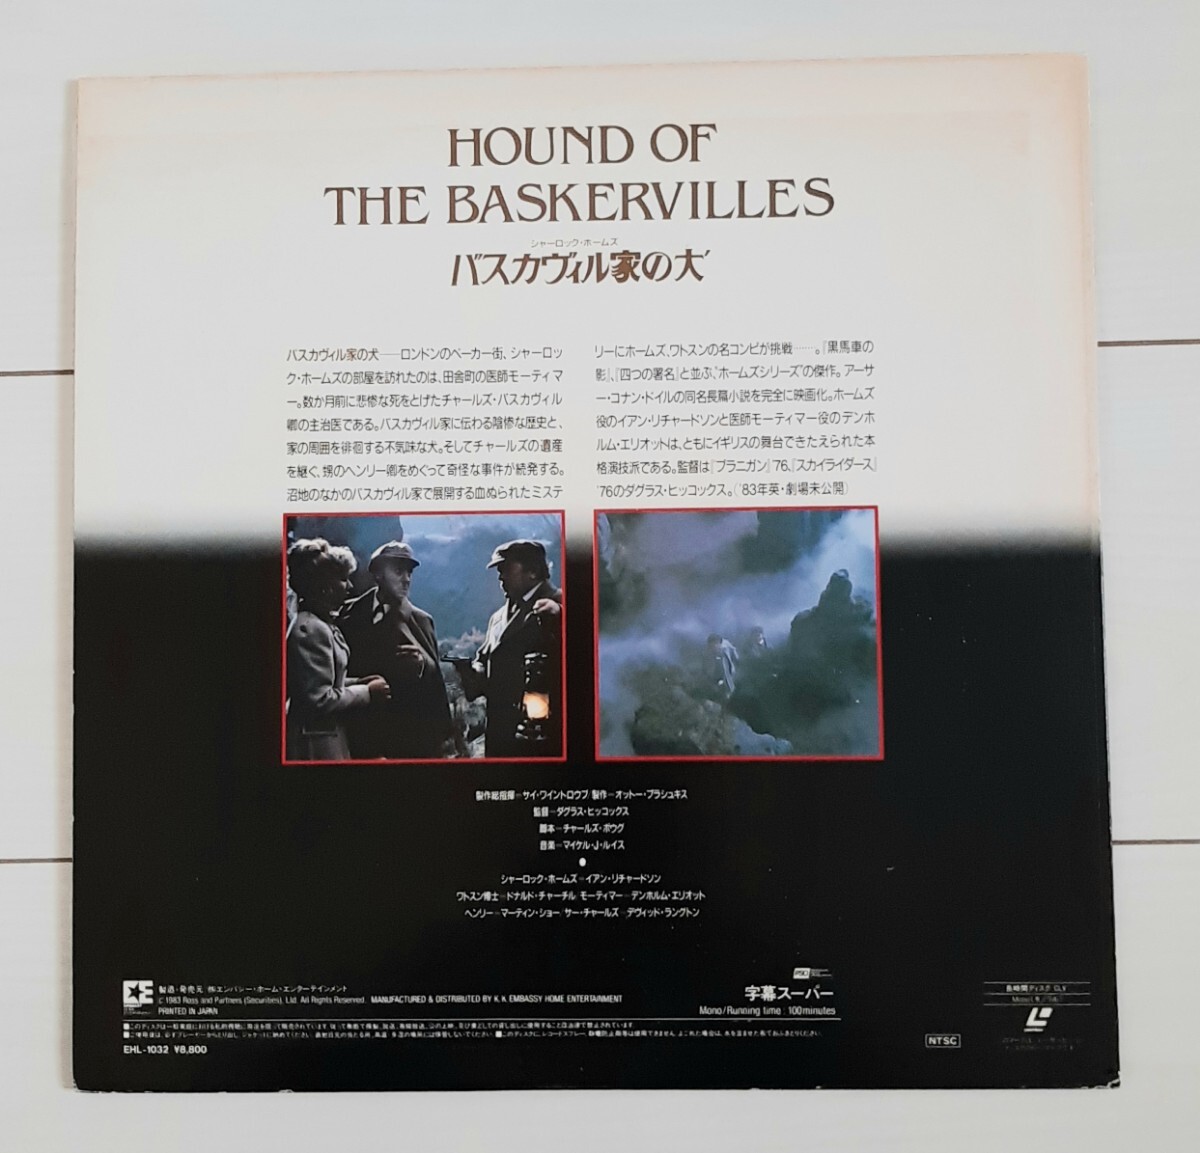 HOUND OF
THE BASKERVILLES
シャーロック・ホームズ
バスカヴィル家の犬
バスカヴィル家の犬——ロンドンのベーカー街、シャーロッ
ク・ホームズの部屋を訪れたのは、田舎町の医師モーティマ
ー。数か月前に悲惨な死をとげたチャールズ・バスカヴィル
卿の主治医である。バスカヴィル家に伝わる陰惨な歴史と、
家の周囲を徘徊する不気味な犬。そしてチャールズの遺産
を継ぐ、甥のヘンリー卿をめぐって奇怪な事件が続発する。
沼地のなかのバスカヴィル家で展開する血ぬられたミステ
リーにホームズ、ワトスンの名コンビが挑戦……。『黒馬車の
影』、『四つの署名』と並ぶ、“ホームズシリーズ”の傑作。アーサ
ー・コナン・ドイルの同名長篇小説を完全に映画化。ホームズ
役のイアン・リチャードソンと医師モーティマー役のデンホ
ルム・エリオットは、ともにイギリスの舞台できたえられた本
格演技派である。監督は『ブラニガン』'76、『スカイライダース』
'76のダグラス・ヒッコックス。('83年英・劇場未公開)
製作総指揮=サイ・ワイントロウブ 製作=オットー・プラシュキス
監督=ダグラス・ヒッコックス
脚本=チャールズ・ポウグ
音楽=マイケル・J・ルイス
●
シャーロック・ホームズ=イアン・リチャードソン
ワトスン博士=ドナルド・チャーチル/モーティマー=デンホルム・エリオット
ヘンリー=マーティン・ショー/サー・チャールズ=デヴィッド・ラングトン
製造・発売元 ㈱エンバシー・ホーム・エンターテインメント
© 1983 Ross and Partners (Securities), Ltd. All Rights Reserved. MANUFACTURED & DISTRIBUTED BY K.K. EMBASSY HOME ENTERTAINMENT
PRINTED IN JAPAN
字幕スーパー
Mono/Running time : 100minutes
長時間ディスク CLV
NTSC
EHL-1032 ¥8,800